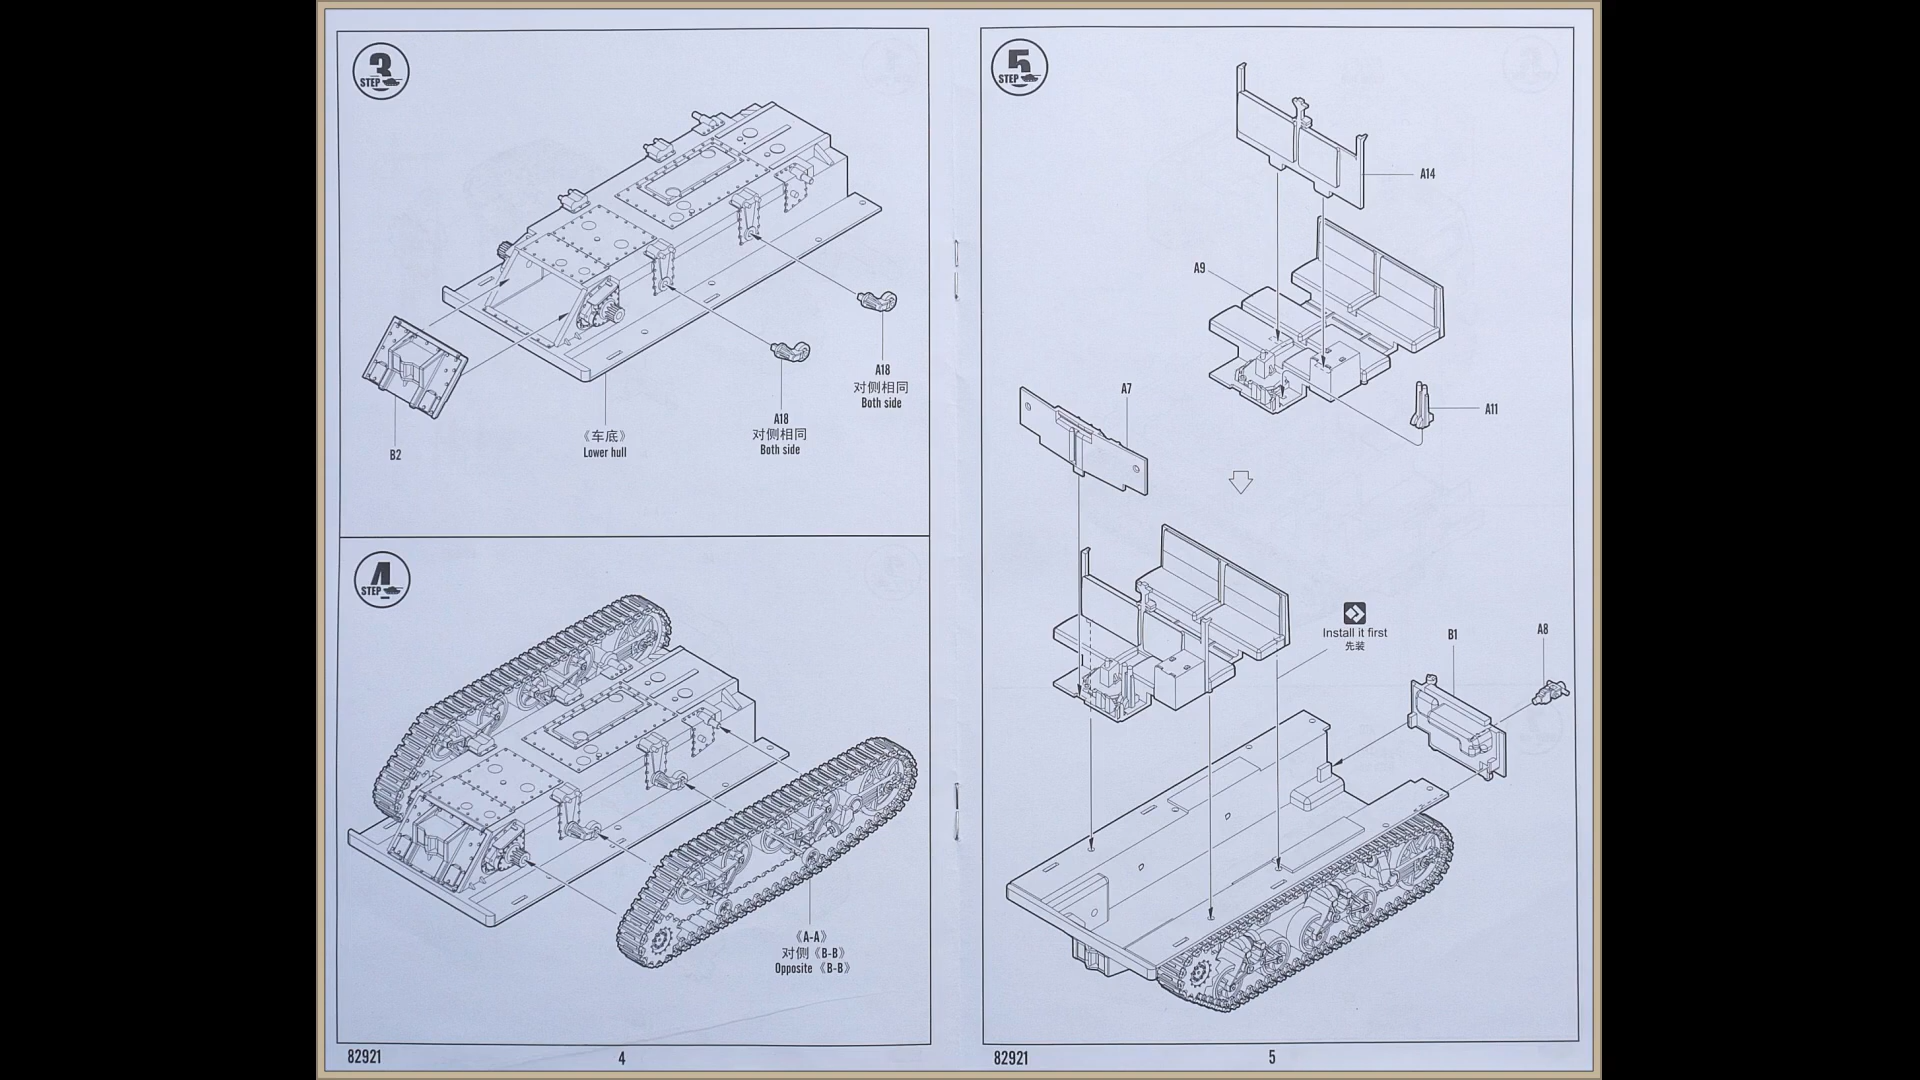 3
STEP
B2
《车底》
Lower hull
A18
对侧相同
Both side
A18
对侧相同
Both side
4
STEP
《A-A》
对侧《B-B》
Opposite 《B-B》
82921
4
5
STEP
A14
A9
A7
A11
Install it first
先装
B1
A8
82921
5